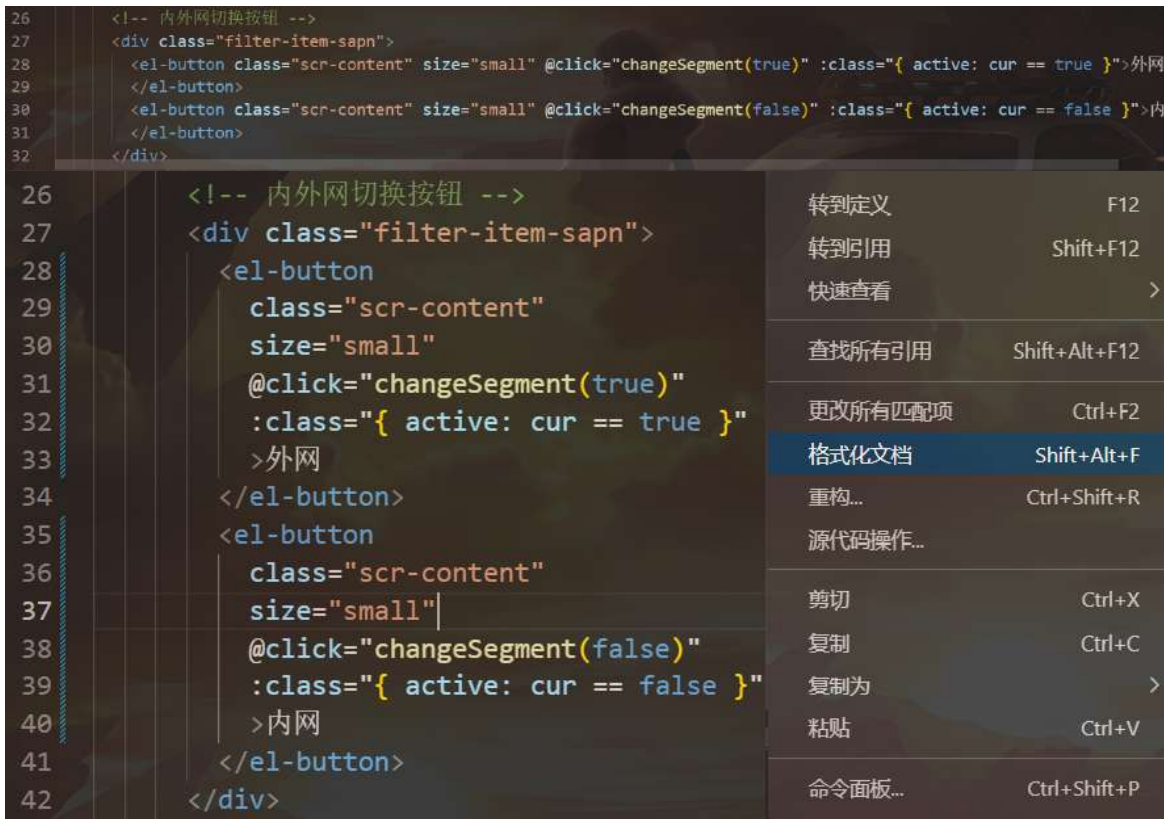 26 <!-- 内外网切换按钮 -->
27 <div class="filter-item-sapn">
28 <el-button class="scr-content" size="small" @click="changeSegment(true)" :class="{ active: cur == true }">外网
29 </el-button>
30 <el-button class="scr-content" size="small" @click="changeSegment(false)" :class="{ active: cur == false }">内
31 </el-button>
32 </div>
26 <!-- 内外网切换按钮 -->
27 <div class="filter-item-sapn">
28 <el-button
29 class="scr-content"
30 size="small"
31 @click="changeSegment(true)"
32 :class="{ active: cur == true }"
33 >外网
34 </el-button>
35 <el-button
36 class="scr-content"
37 size="small"
38 @click="changeSegment(false)"
39 :class="{ active: cur == false }"
40 >内网
41 </el-button>
42 </div>
转到定义 F12
转到引用 Shift+F12
快速查看 >
查找所有引用 Shift+Alt+F12
更改所有匹配项 Ctrl+F2
格式化文档 Shift+Alt+F
重构... Ctrl+Shift+R
源代码操作...
剪切 Ctrl+X
复制 Ctrl+C
复制为 >
粘贴 Ctrl+V
命令面板... Ctrl+Shift+P